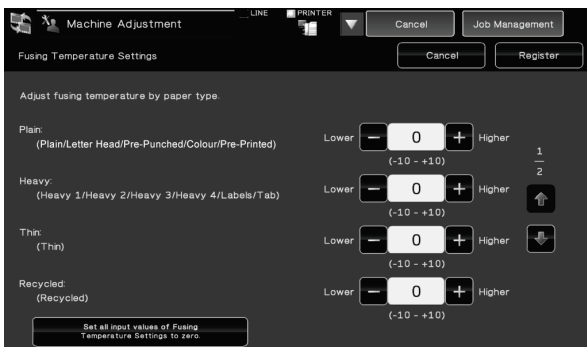 LINE PRINTER
Machine Adjustment Cancel Job Management
Fusing Temperature Settings Cancel Register
Adjust fusing temperature by paper type.
Plain:
(Plain/Letter Head/Pre-Punched/Colour/Pre-Printed)
Lower − 0 + Higher
(-10 - +10)
1
2
Heavy:
(Heavy 1/Heavy 2/Heavy 3/Heavy 4/Labels/Tab)
Lower − 0 + Higher
(-10 - +10)
Thin:
(Thin)
Lower − 0 + Higher
(-10 - +10)
Recycled:
(Recycled)
Lower − 0 + Higher
(-10 - +10)
Set all input values of Fusing
Temperature Settings to zero.